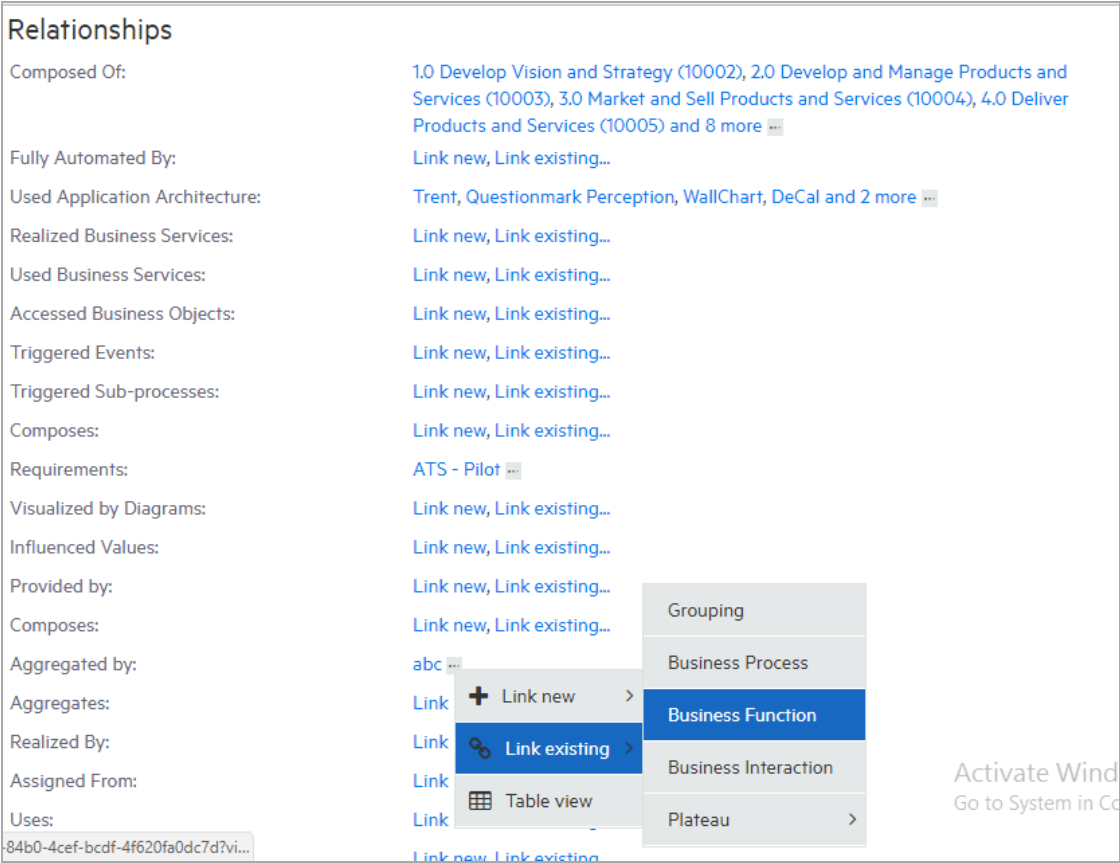 Relationships
Composed Of: 1.0 Develop Vision and Strategy (10002), 2.0 Develop and Manage Products and
Services (10003), 3.0 Market and Sell Products and Services (10004), 4.0 Deliver
Products and Services (10005) and 8 more ...
Fully Automated By: Link new, Link existing...
Used Application Architecture: Trent, Questionmark Perception, WallChart, DeCal and 2 more ...
Realized Business Services: Link new, Link existing...
Used Business Services: Link new, Link existing...
Accessed Business Objects: Link new, Link existing...
Triggered Events: Link new, Link existing...
Triggered Sub-processes: Link new, Link existing...
Composes: Link new, Link existing...
Requirements: ATS - Pilot ...
Visualized by Diagrams: Link new, Link existing...
Influenced Values: Link new, Link existing...
Provided by: Link new, Link existing...
Composes: Link new, Link existing...
Aggregated by: abc ...
Aggregates: Link
Realized By: Link
Assigned From: Link
Uses: Link
Link new, Link existing
Link new
Link existing
Table view
Grouping
Business Process
Business Function
Business Interaction
Plateau
Activate Wind
Go to System in Co
-84b0-4cef-bcdf-4f620fa0dc7d?vi...